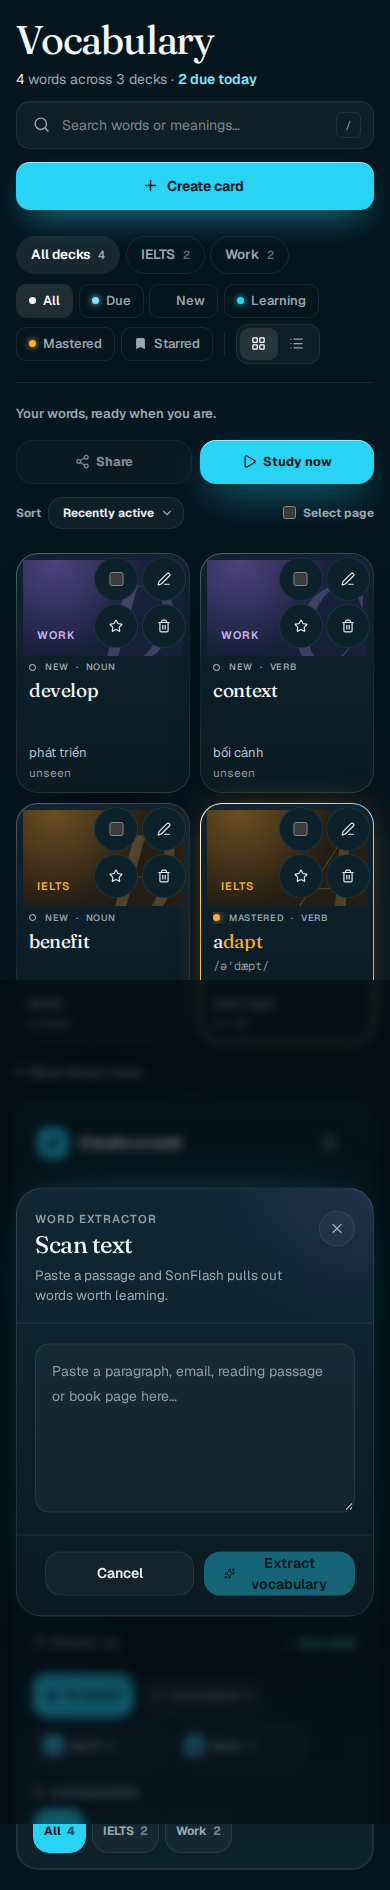 Vocabulary
4 words across 3 decks · 2 due today
Search words or meanings... /
Create card
All decks 4 IELTS 2 Work 2
All Due New Learning
Mastered Starred
Your words, ready when you are.
Share Study now
Sort Recently active Select page
WORK WORK
NEW · NOUN NEW · VERB
develop context
phát triển bối cảnh
unseen unseen
IELTS IELTS
NEW · NOUN MASTERED · VERB
benefit adapt
/əˈdæpt/
WORD EXTRACTOR
Scan text
Paste a passage and SonFlash pulls out
words worth learning.
Paste a paragraph, email, reading passage
or book page here...
Cancel Extract
vocabulary
All 4 IELTS 2 Work 2